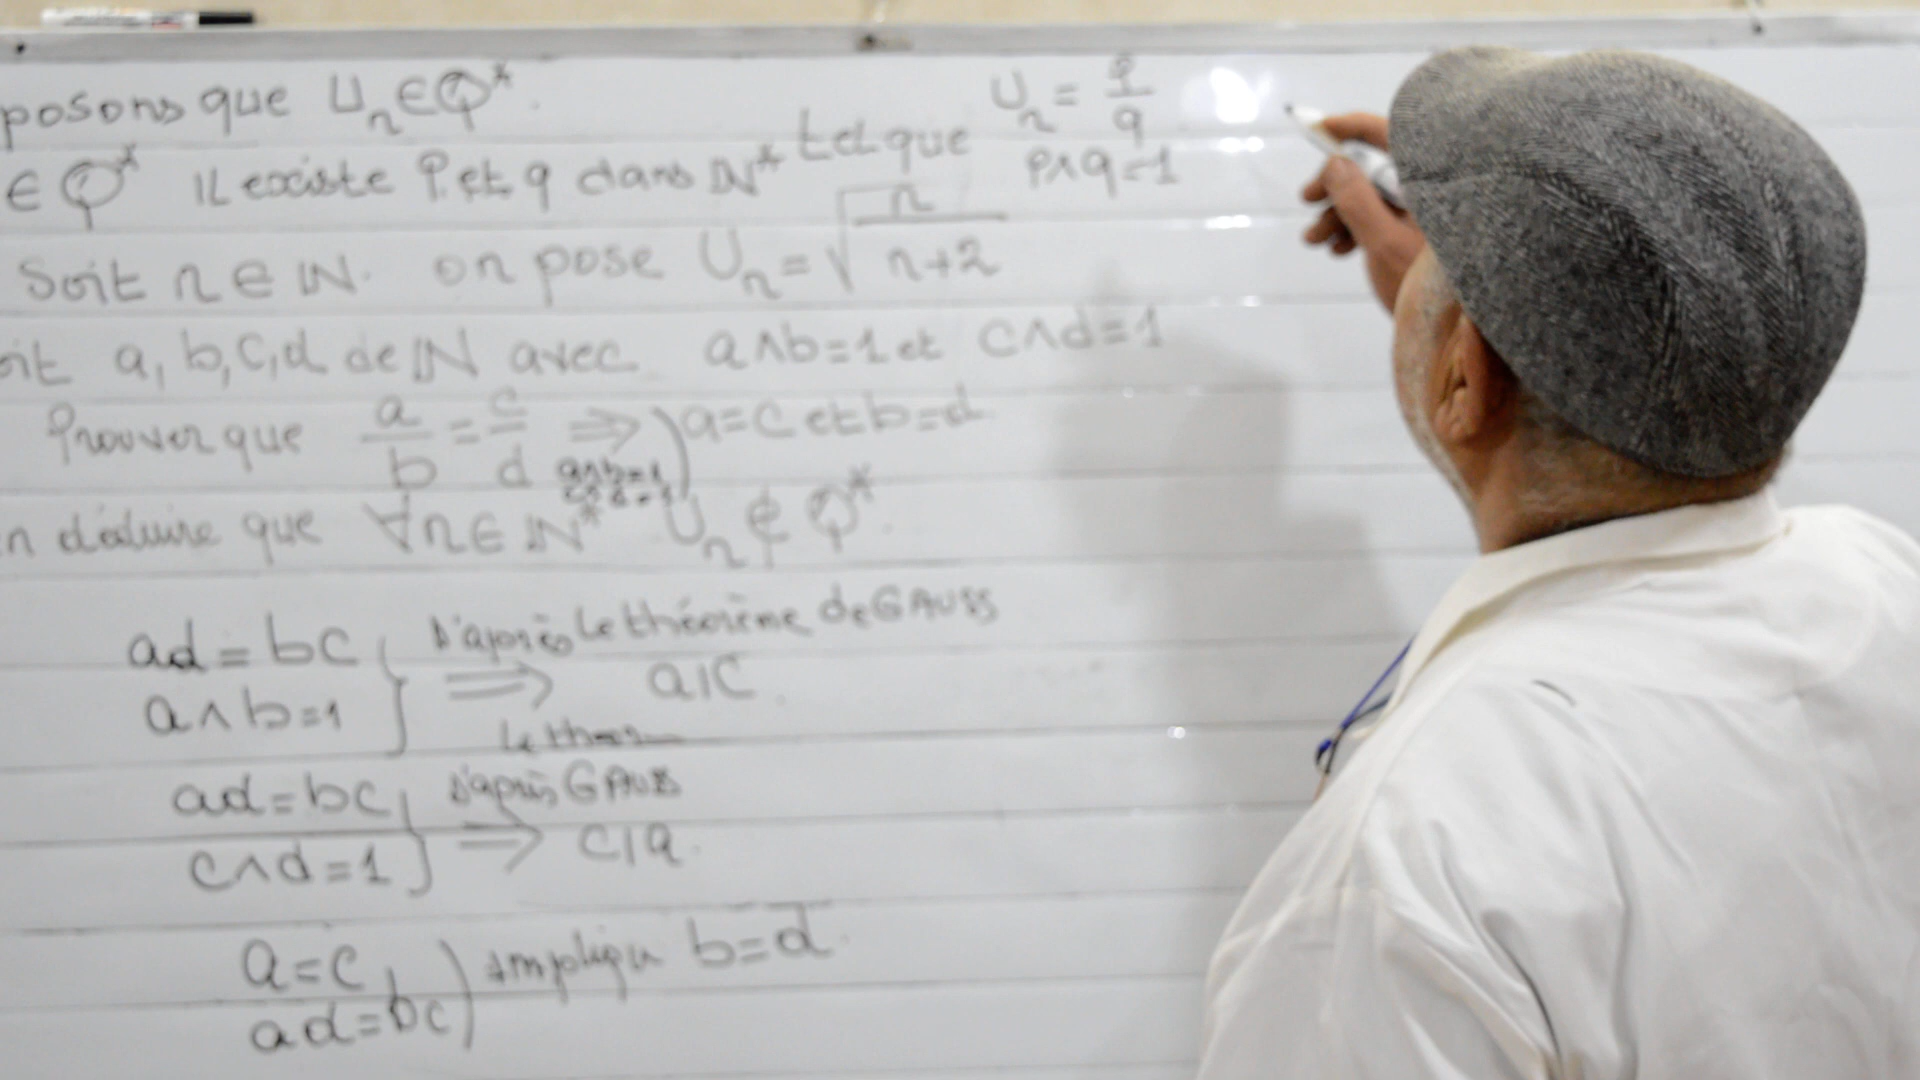 posons que Uₙ ∈ Q*.
∈ Q* il existe P et q dans N* tel que Uₙ = P/q
P∧q=1
Soit n ∈ N. on pose Uₙ = √(n/(n+2))
oit a, b, c, d de N avec a∧b=1 et c∧d=1
Prouver que a/b = c/d ⇒ a=c et b=d
a∧b=1
c∧d=1
n déduire que ∀n∈N* Uₙ ∉ Q*.
ad = bc
a∧b=1 } D'après le théorème de GAUSS ⇒ a|c.
ad=bc
c∧d=1 } D'après GAUSS ⇒ c|a.
a=c
ad=bc ) implique b=d.